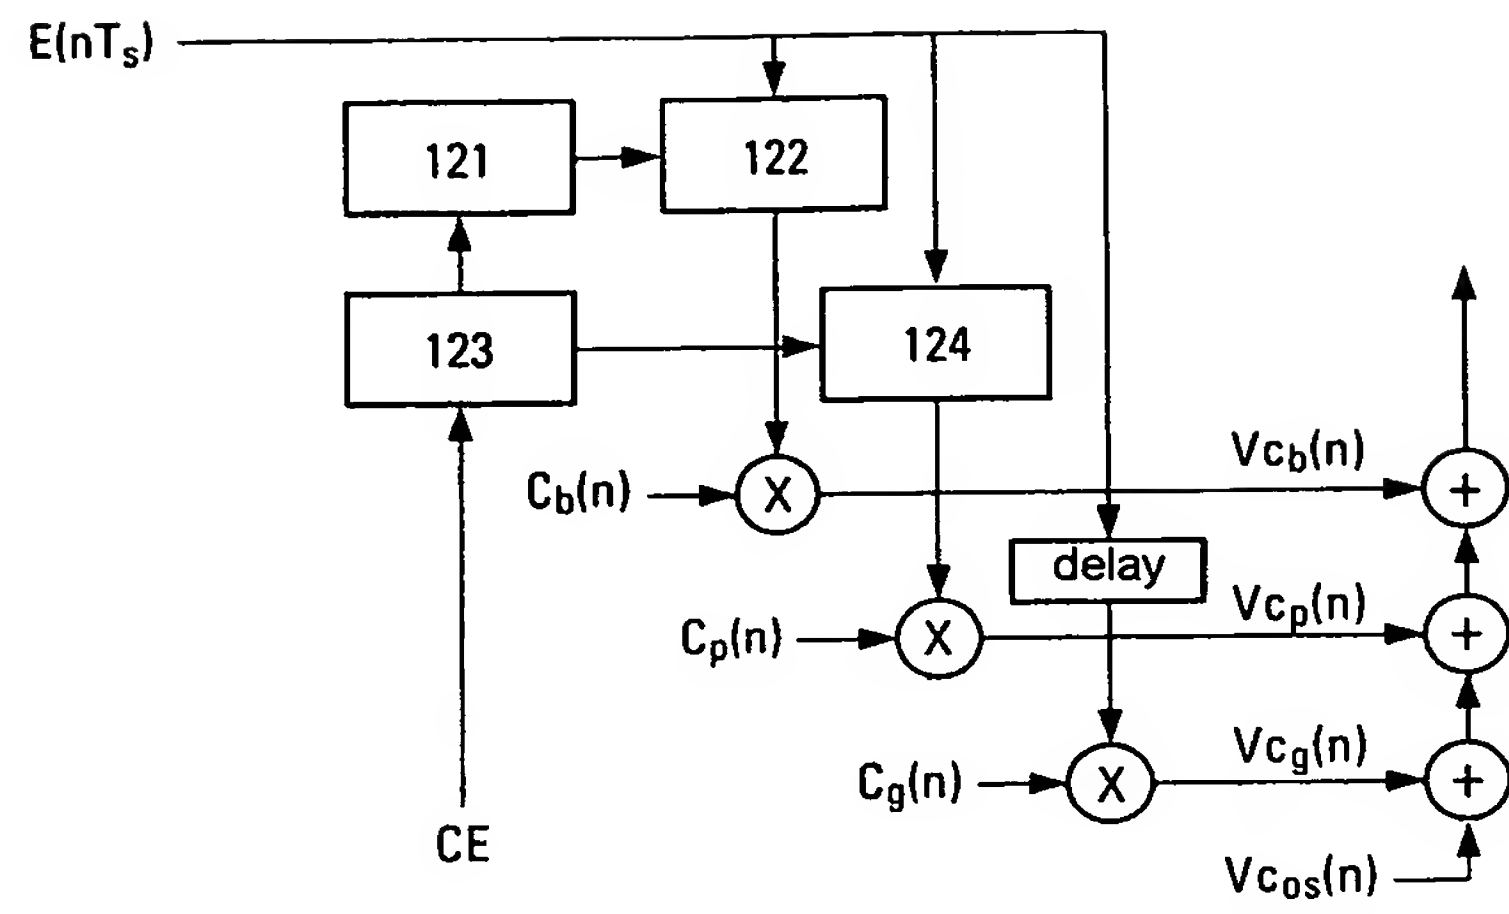 E(nTs)
121
122
123
124
X
Cb(n)
Vcb(n)
+
delay
X
Cp(n)
Vcp(n)
+
X
Cg(n)
Vcg(n)
+
CE
Vcos(n)